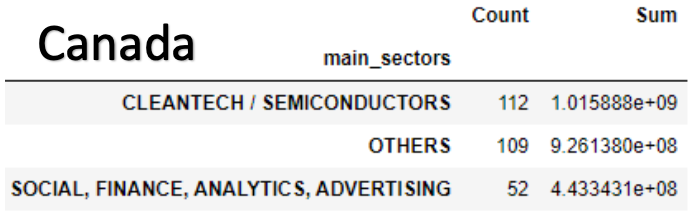 Count Sum
Canada
main_sectors
CLEANTECH / SEMICONDUCTORS 112 1.015888e+09
OTHERS 109 9.261380e+08
SOCIAL, FINANCE, ANALYTICS, ADVERTISING 52 4.433431e+08